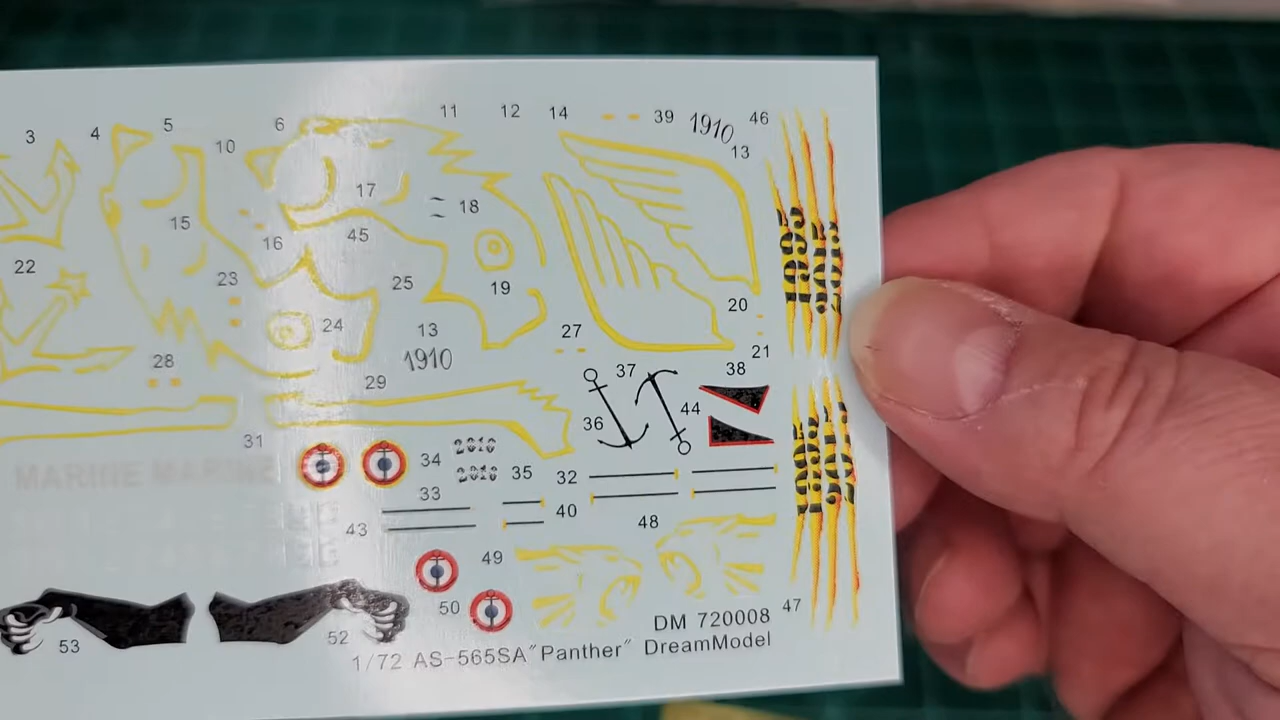 11 12 14 39 1910 46
3 4 5 6
10 13
17
15 18
16 45
22 23 25 19
24 13 27 20
1910 21
28 29 37 38
36 44
31
34 2010 2010 35 32
MARINE MARINE
33
43 40 48
49
50
53 52 47
DM 720008
1/72 AS-565SA"Panther" DreamModel